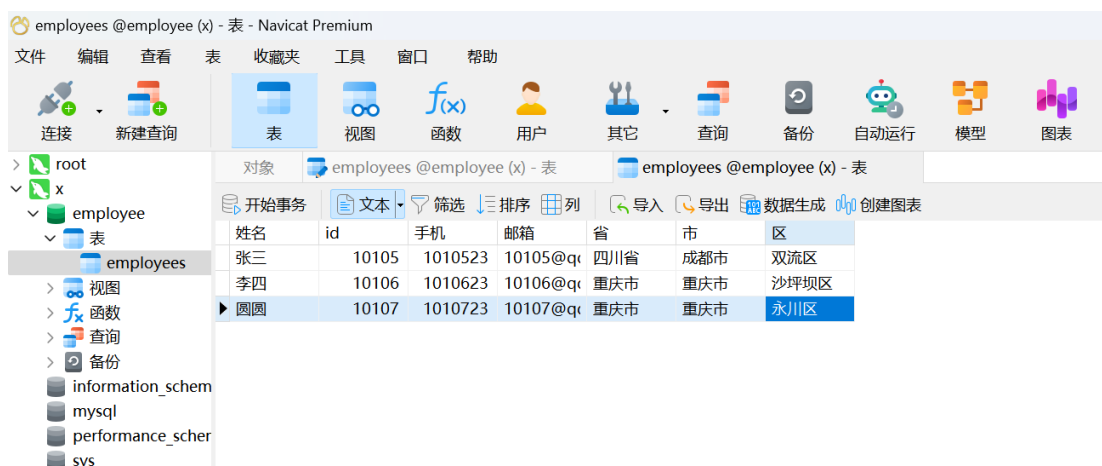 employees @employee (x) - 表 - Navicat Premium
文件 编辑 查看 表 收藏夹 工具 窗口 帮助
连接 新建查询 表 视图 函数 用户 其它 查询 备份 自动运行 模型 图表
root
x
employee
表
employees
视图
函数
查询
备份
information_schem
mysql
performance_scher
sys
对象 employees @employee (x) - 表 employees @employee (x) - 表
开始事务 文本 筛选 排序 列 导入 导出 数据生成 创建图表
姓名 id 手机 邮箱 省 市 区
张三 10105 1010523 10105@qc 四川省 成都市 双流区
李四 10106 1010623 10106@qc 重庆市 重庆市 沙坪坝区
圆圆 10107 1010723 10107@qc 重庆市 重庆市 永川区